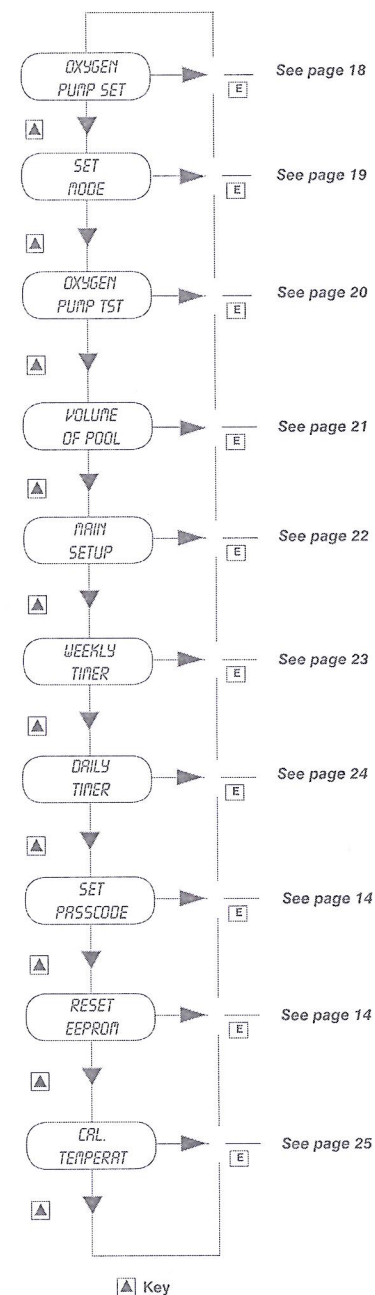 OXYGEN
PUMP SET
See page 18
E
SET
MODE
See page 19
E
OXYGEN
PUMP TST
See page 20
E
VOLUME
OF POOL
See page 21
E
MAIN
SETUP
See page 22
E
WEEKLY
TIMER
See page 23
E
DAILY
TIMER
See page 24
E
SET
PASSCODE
See page 14
E
RESET
EEPROM
See page 14
E
CAL.
TEMPERAT
See page 25
E
Key